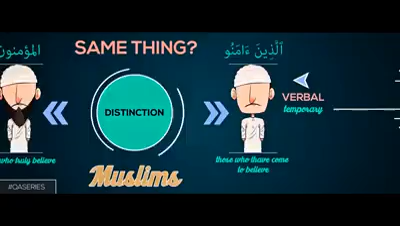 SAME THING?
المؤمنون
ٱلَّذِينَ ءَامَنُو
DISTINCTION
VERBAL
temporary
who truly believe
those who have come
to believe
Muslims
#QASERIES